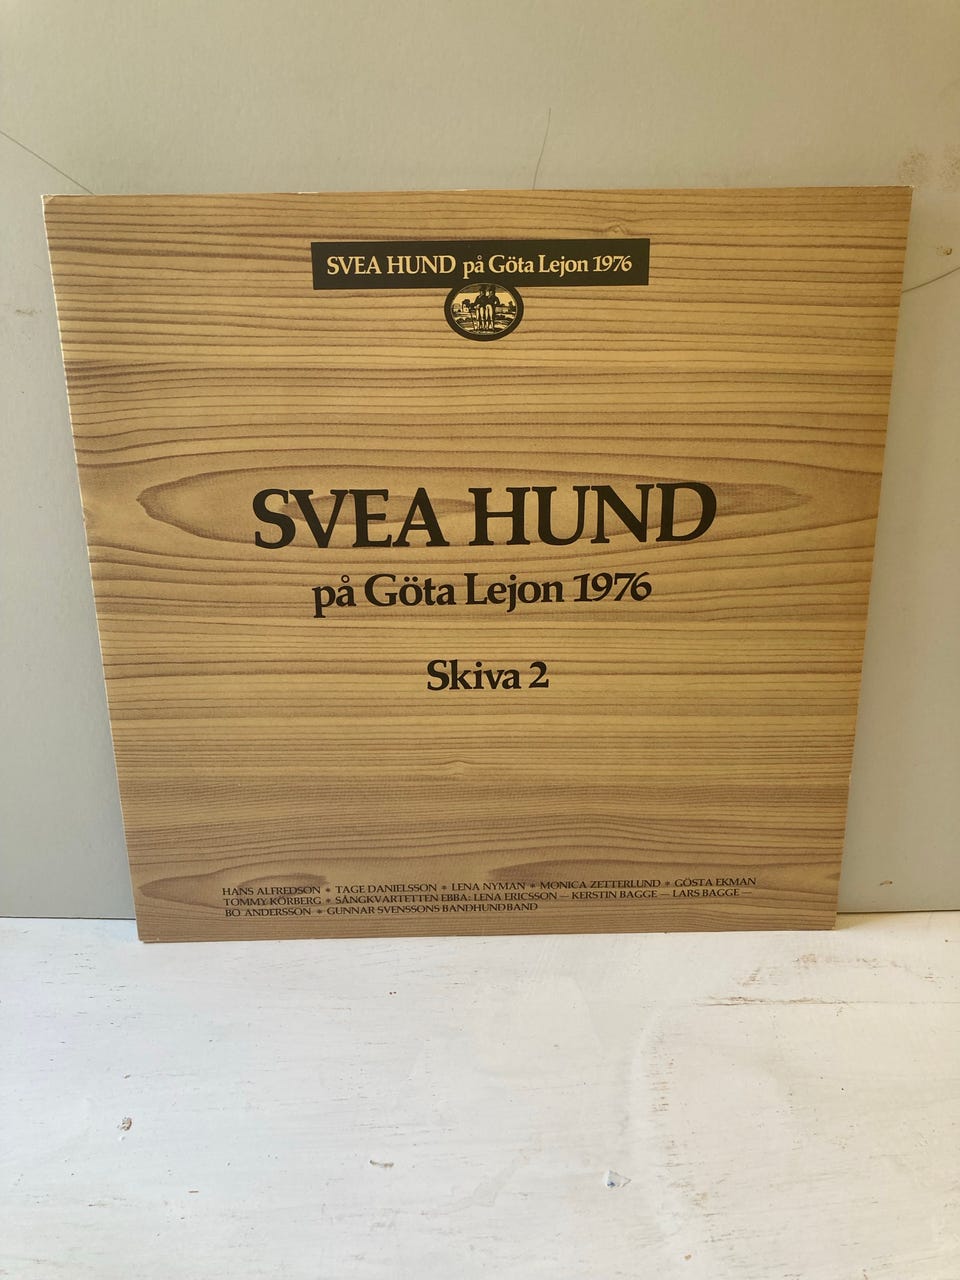 SVEA HUND på Göta Lejon 1976
SVEA HUND
på Göta Lejon 1976
Skiva 2
HANS ALFREDSON * TAGE DANIELSSON * LENA NYMAN * MONICA ZETTERLUND * GÖSTA EKMAN
TOMMY KÖRBERG * SÅNGKVARTETTEN EBBA: LENA ERICSSON — KERSTIN BAGGE — LARS BAGGE —
BO ANDERSSON * GUNNAR SVENSSONS BANDHUNDBAND